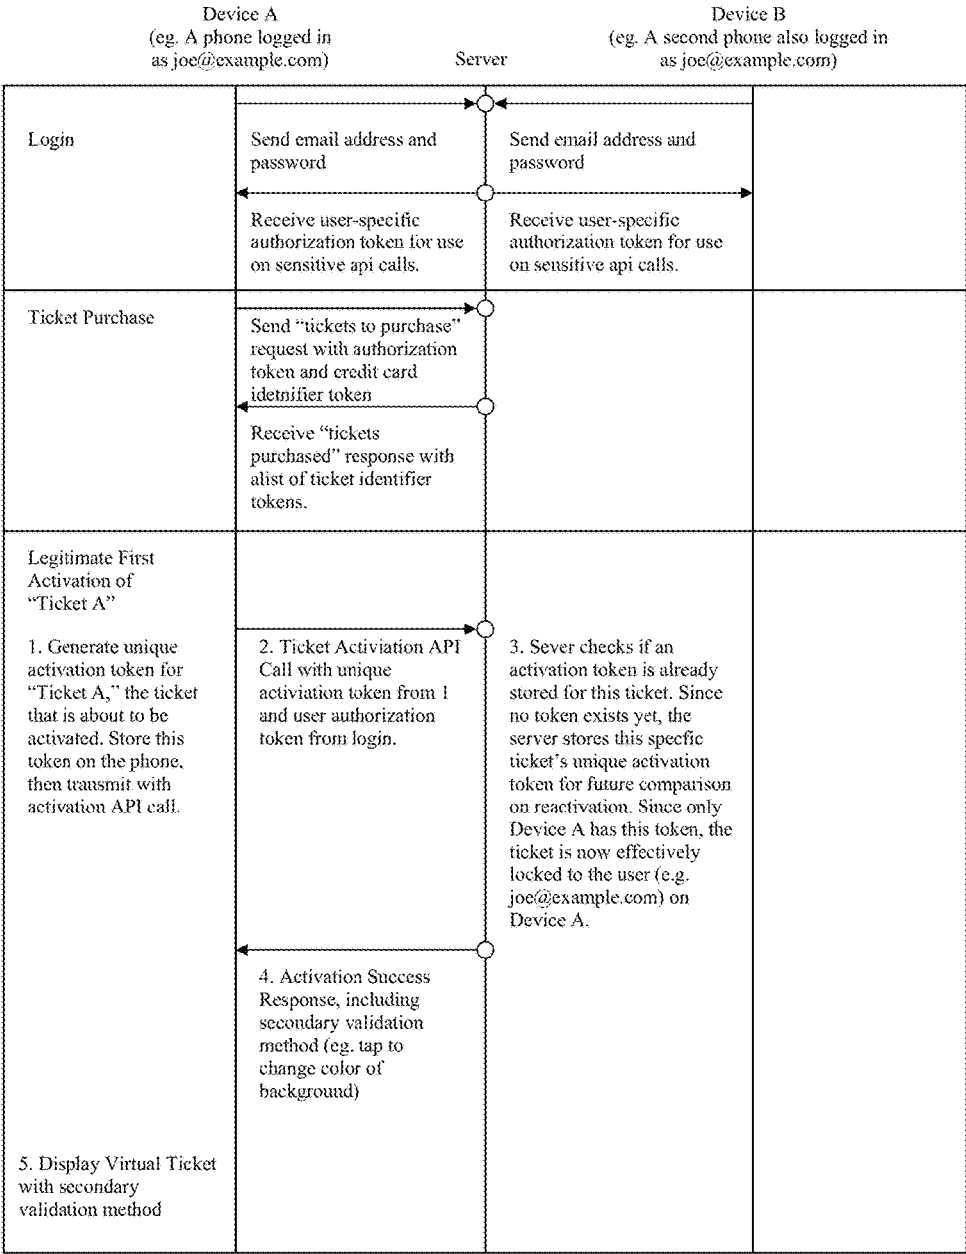 Device A
(eg. A phone logged in
as joe@example.com)
Server
Device B
(eg. A second phone also logged in
as joe@example.com)
Login
Send email address and
password
Send email address and
password
Receive user-specific
authorization token for use
on sensitive api calls.
Receive user-specific
authorization token for use
on sensitive api calls.
Ticket Purchase
Send “tickets to purchase”
request with authorization
token and credit card
idetnifier token
Receive “tickets
purchased” response with
alist of ticket identifier
tokens.
Legitimate First
Activation of
“Ticket A”
1. Generate unique
activation token for
“Ticket A,” the ticket
that is about to be
activated. Store this
token on the phone,
then transmit with
activation API call.
2. Ticket Activiation API
Call with unique
activiation token from 1
and user authorization
token from login.
3. Sever checks if an
activation token is already
stored for this ticket. Since
no token exists yet, the
server stores this specfic
ticket’s unique activation
token for future comparison
on reactivation. Since only
Device A has this token, the
ticket is now effectively
locked to the user (e.g.
joe@example.com) on
Device A.
4. Activation Success
Response, including
secondary validation
method (eg. tap to
change color of
background)
5. Display Virtual Ticket
with secondary
validation method